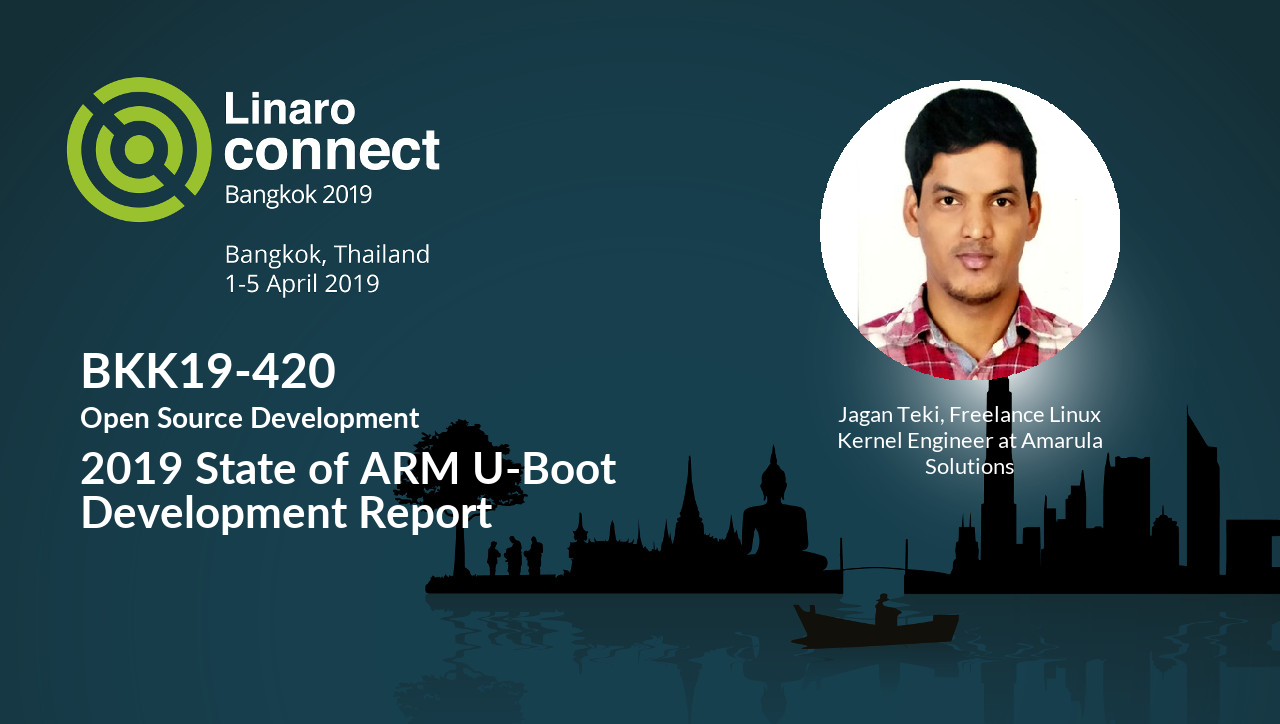 Linaro
connect
Bangkok 2019
Bangkok, Thailand
1-5 April 2019
BKK19-420
Open Source Development
2019 State of ARM U-Boot
Development Report
Jagan Teki, Freelance Linux
Kernel Engineer at Amarula
Solutions